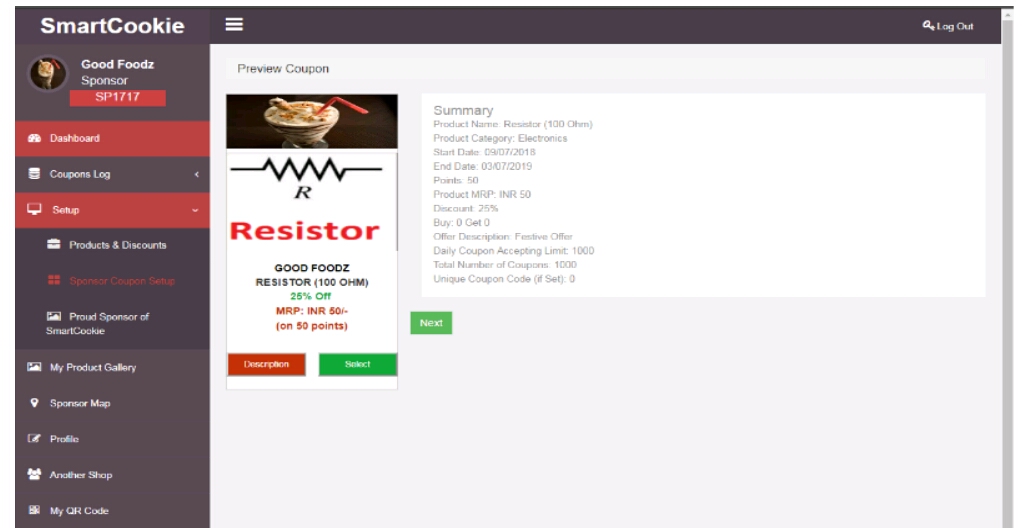 SmartCookie
Log Out
Good Foodz
Sponsor
SP1717
Dashboard
Coupons Log
Setup
Products & Discounts
Sponsor Coupon Setup
Proud Sponsor of
SmartCookie
My Product Gallery
Sponsor Map
Profile
Another Shop
My QR Code
Preview Coupon
R
Resistor
GOOD FOODZ
RESISTOR (100 OHM)
25% Off
MRP: INR 50/-
(on 50 points)
Description
Select
Summary
Product Name: Resistor (100 Ohm)
Product Category: Electronics
Start Date: 09/07/2018
End Date: 03/07/2019
Points: 50
Product MRP: INR 50
Discount: 25%
Buy: 0 Get 0
Offer Description: Festive Offer
Daily Coupon Accepting Limit: 1000
Total Number of Coupons: 1000
Unique Coupon Code (if Set): 0
Next